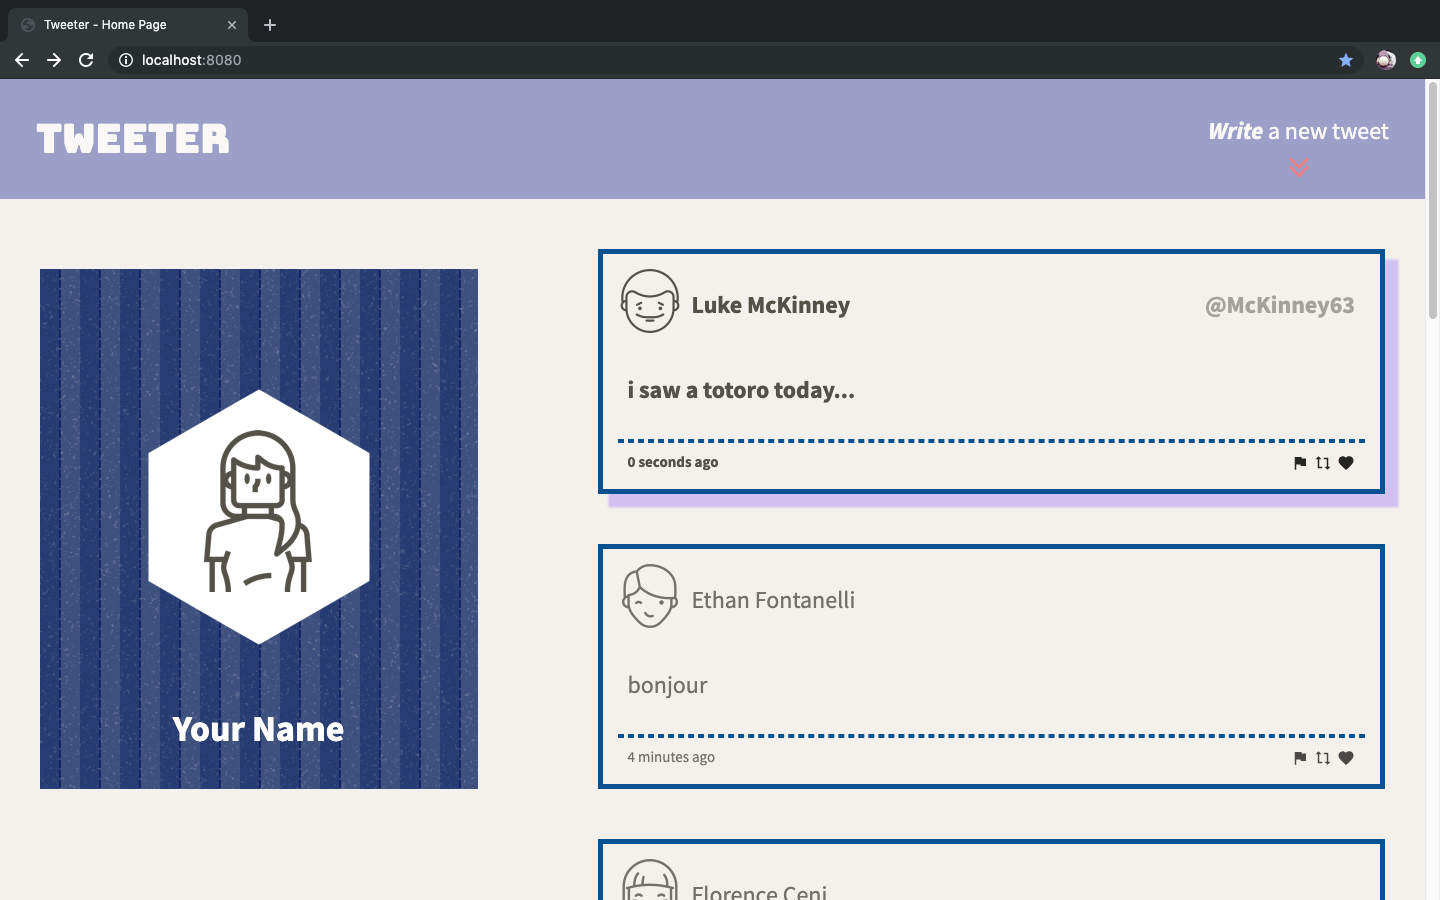 Tweeter - Home Page
localhost:8080
TWEETER
Write a new tweet
Your Name
Luke McKinney
@McKinney63
i saw a totoro today...
0 seconds ago
Ethan Fontanelli
bonjour
4 minutes ago
Florence Ceni